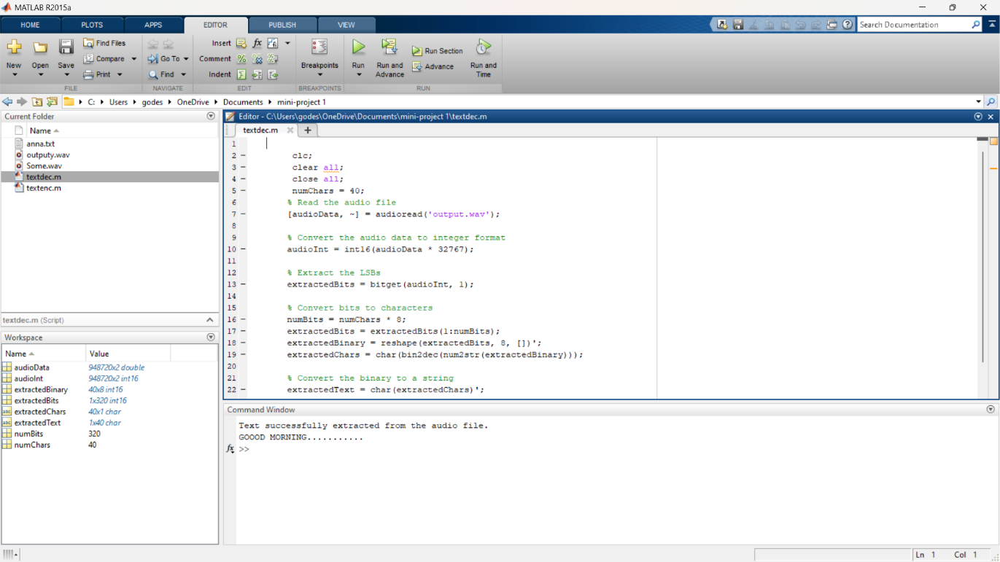 MATLAB R2015a
HOME PLOTS APPS EDITOR PUBLISH VIEW
Search Documentation
New Open Save
Find Files
Compare
Print
Go To
Find
Insert fx
Comment %
Indent
Breakpoints
Run
Run and Advance
Run Section
Advance
Run and Time
FILE NAVIGATE EDIT BREAKPOINTS RUN
C: Users godes OneDrive Documents mini-project 1
Current Folder
Name
anna.txt
outputy.wav
Some.wav
textdec.m
textenc.m
textdec.m (Script)
Workspace
Name Value
audioData 948720x2 double
audioInt 948720x2 int16
extractedBinary 40x8 int16
extractedBits 1x320 int16
extractedChars 40x1 char
extractedText 1x40 char
numBits 320
numChars 40
Editor - C:\Users\godes\OneDrive\Documents\mini-project 1\textdec.m
textdec.m
1
2 - clc;
3 - clear all;
4 - close all;
5 - numChars = 40;
6 % Read the audio file
7 - [audioData, ~] = audioread('output.wav');
8
9 % Convert the audio data to integer format
10 - audioInt = int16(audioData * 32767);
11
12 % Extract the LSBs
13 - extractedBits = bitget(audioInt, 1);
14
15 % Convert bits to characters
16 - numBits = numChars * 8;
17 - extractedBits = extractedBits(1:numBits);
18 - extractedBinary = reshape(extractedBits, 8, [])';
19 - extractedChars = char(bin2dec(num2str(extractedBinary)));
20
21 % Convert the binary to a string
22 - extractedText = char(extractedChars)';
Command Window
Text successfully extracted from the audio file.
GOOOD MORNING...........
fx >>
Ln 1 Col 1